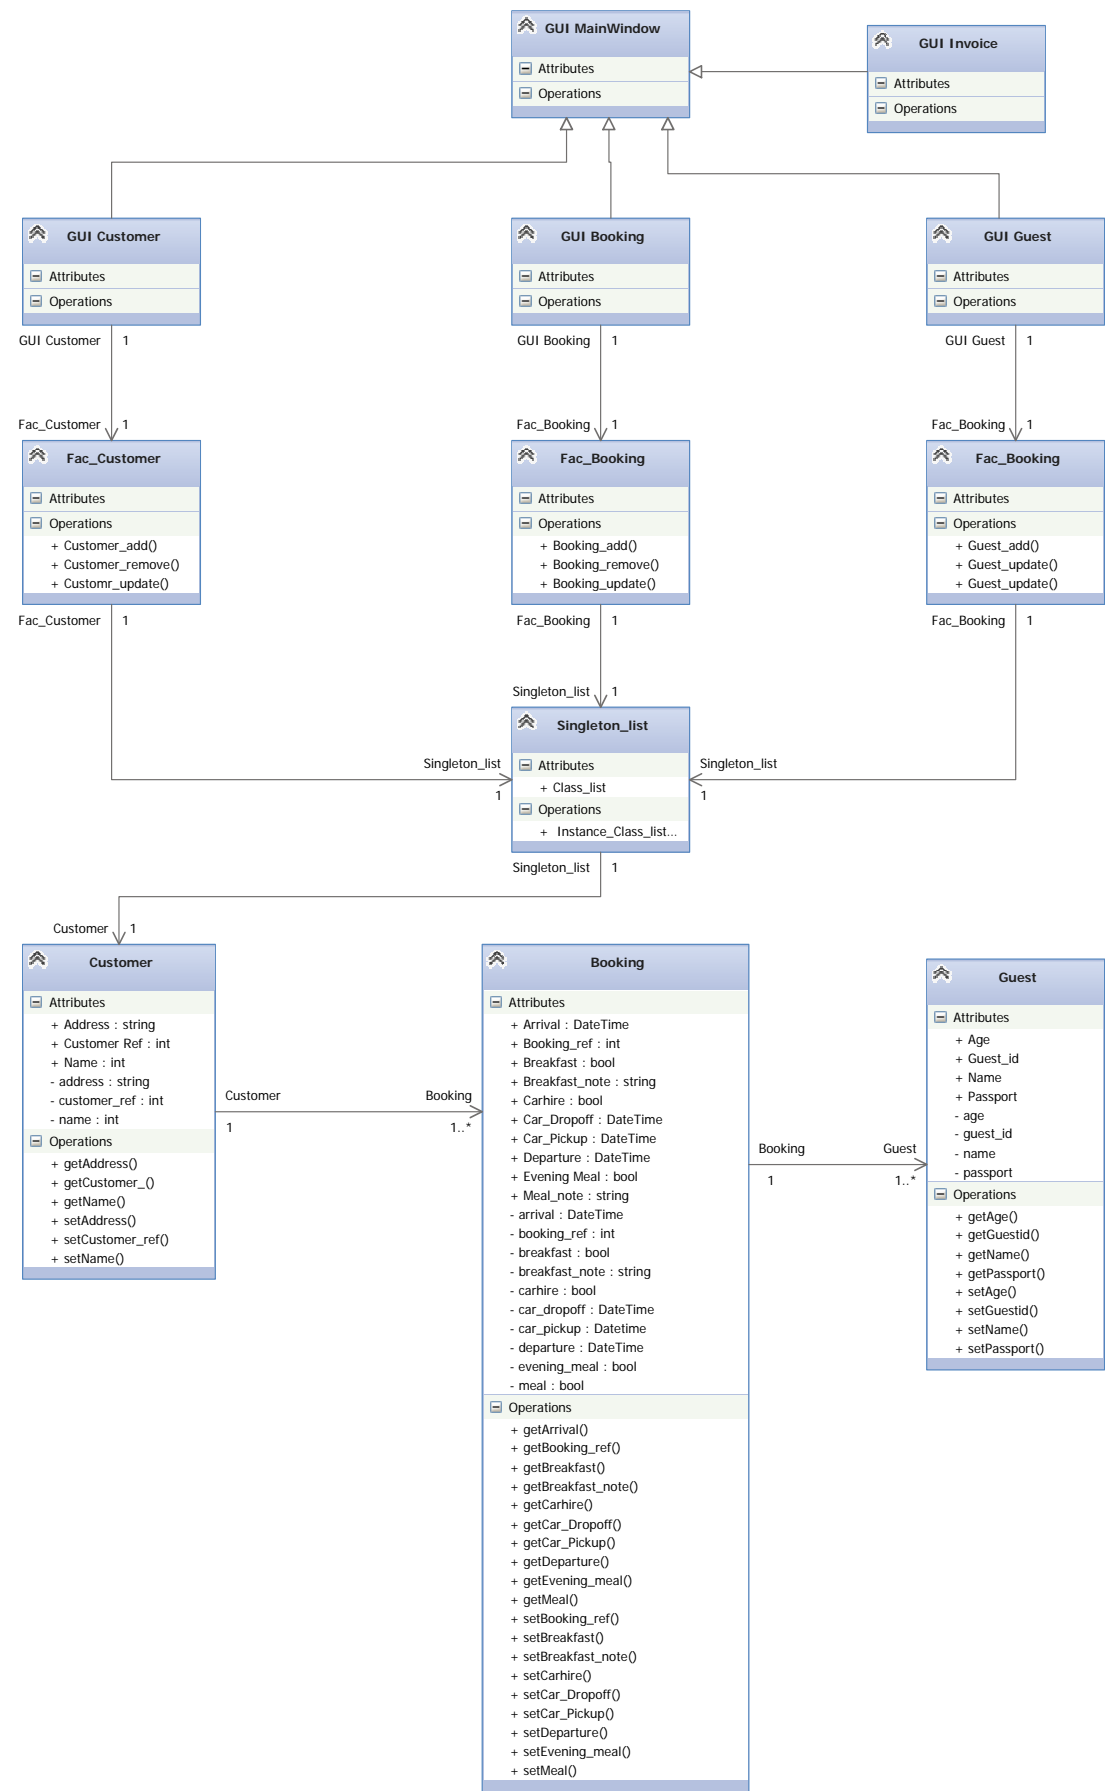 GUI MainWindow
Attributes
Operations
GUI Invoice
Attributes
Operations
GUI Customer
Attributes
Operations
GUI Booking
Attributes
Operations
GUI Guest
Attributes
Operations
GUI Customer 1
GUI Booking 1
GUI Guest 1
Fac_Customer 1
Fac_Booking 1
Fac_Booking 1
Fac_Customer
Attributes
Operations
+ Customer_add()
+ Customer_remove()
+ Customr_update()
Fac_Booking
Attributes
Operations
+ Booking_add()
+ Booking_remove()
+ Booking_update()
Fac_Booking
Attributes
Operations
+ Guest_add()
+ Guest_update()
+ Guest_update()
Fac_Customer 1
Fac_Booking 1
Fac_Booking 1
Singleton_list 1
Singleton_list
1
Singleton_list
Attributes
+ Class_list
Operations
+ Instance_Class_list...
Singleton_list
1
Singleton_list 1
Customer 1
Customer
Attributes
+ Address : string
+ Customer Ref : int
+ Name : int
- address : string
- customer_ref : int
- name : int
Operations
+ getAddress()
+ getCustomer_()
+ getName()
+ setAddress()
+ setCustomer_ref()
+ setName()
Customer Booking
1 1..*
Booking
Attributes
+ Arrival : DateTime
+ Booking_ref : int
+ Breakfast : bool
+ Breakfast_note : string
+ Carhire : bool
+ Car_Dropoff : DateTime
+ Car_Pickup : DateTime
+ Departure : DateTime
+ Evening Meal : bool
+ Meal_note : string
- arrival : DateTime
- booking_ref : int
- breakfast : bool
- breakfast_note : string
- carhire : bool
- car_dropoff : DateTime
- car_pickup : Datetime
- departure : DateTime
- evening_meal : bool
- meal : bool
Operations
+ getArrival()
+ getBooking_ref()
+ getBreakfast()
+ getBreakfast_note()
+ getCarhire()
+ getCar_Dropoff()
+ getCar_Pickup()
+ getDeparture()
+ getEvening_meal()
+ getMeal()
+ setBooking_ref()
+ setBreakfast()
+ setBreakfast_note()
+ setCarhire()
+ setCar_Dropoff()
+ setCar_Pickup()
+ setDeparture()
+ setEvening_meal()
+ setMeal()
Booking Guest
1 1..*
Guest
Attributes
+ Age
+ Guest_id
+ Name
+ Passport
- age
- guest_id
- name
- passport
Operations
+ getAge()
+ getGuestid()
+ getName()
+ getPassport()
+ setAge()
+ setGuestid()
+ setName()
+ setPassport()